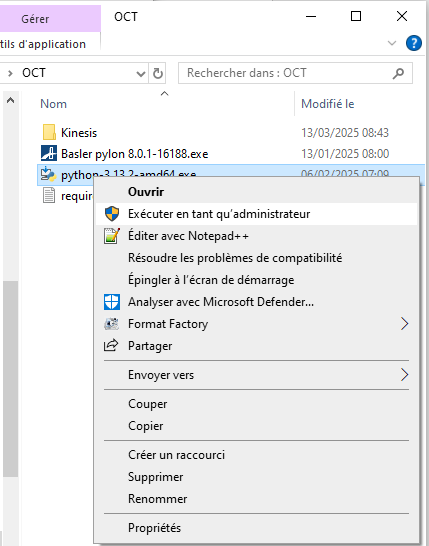 Gérer
OCT
tils d'application
OCT
Rechercher dans : OCT
Nom
Modifié le
Kinesis
13/03/2025 08:43
Basler pylon 8.0.1-16188.exe
13/01/2025 08:00
python-3.13.2-amd64.exe
06/02/2025 07:09
requir
Ouvrir
Exécuter en tant qu'administrateur
Éditer avec Notepad++
Résoudre les problèmes de compatibilité
Épingler à l'écran de démarrage
Analyser avec Microsoft Defender...
Format Factory
Partager
Envoyer vers
Couper
Copier
Créer un raccourci
Supprimer
Renommer
Propriétés